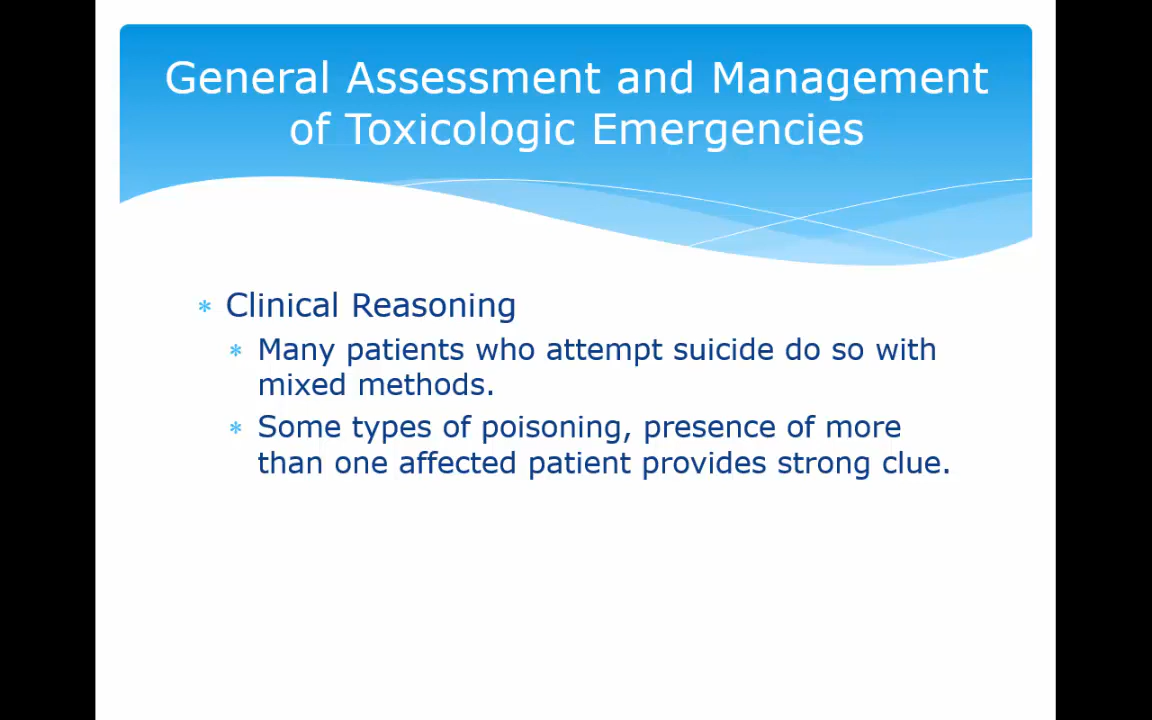 General Assessment and Management
of Toxicologic Emergencies
* Clinical Reasoning
* Many patients who attempt suicide do so with
mixed methods.
* Some types of poisoning, presence of more
than one affected patient provides strong clue.